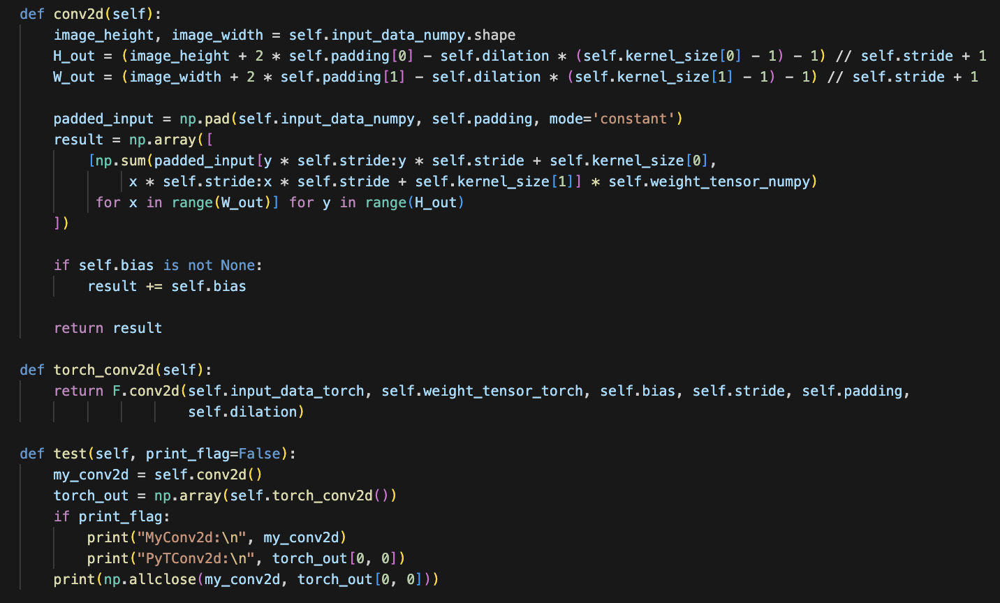 def conv2d(self):
    image_height, image_width = self.input_data_numpy.shape
    H_out = (image_height + 2 * self.padding[0] - self.dilation * (self.kernel_size[0] - 1) - 1) // self.stride + 1
    W_out = (image_width + 2 * self.padding[1] - self.dilation * (self.kernel_size[1] - 1) - 1) // self.stride + 1

    padded_input = np.pad(self.input_data_numpy, self.padding, mode='constant')
    result = np.array([
        [np.sum(padded_input[y * self.stride:y * self.stride + self.kernel_size[0],
             x * self.stride:x * self.stride + self.kernel_size[1]] * self.weight_tensor_numpy)
         for x in range(W_out)] for y in range(H_out)
    ])

    if self.bias is not None:
        result += self.bias

    return result

def torch_conv2d(self):
    return F.conv2d(self.input_data_torch, self.weight_tensor_torch, self.bias, self.stride, self.padding,
                    self.dilation)

def test(self, print_flag=False):
    my_conv2d = self.conv2d()
    torch_out = np.array(self.torch_conv2d())
    if print_flag:
        print("MyConv2d:\n", my_conv2d)
        print("PyTConv2d:\n", torch_out[0, 0])
    print(np.allclose(my_conv2d, torch_out[0, 0]))